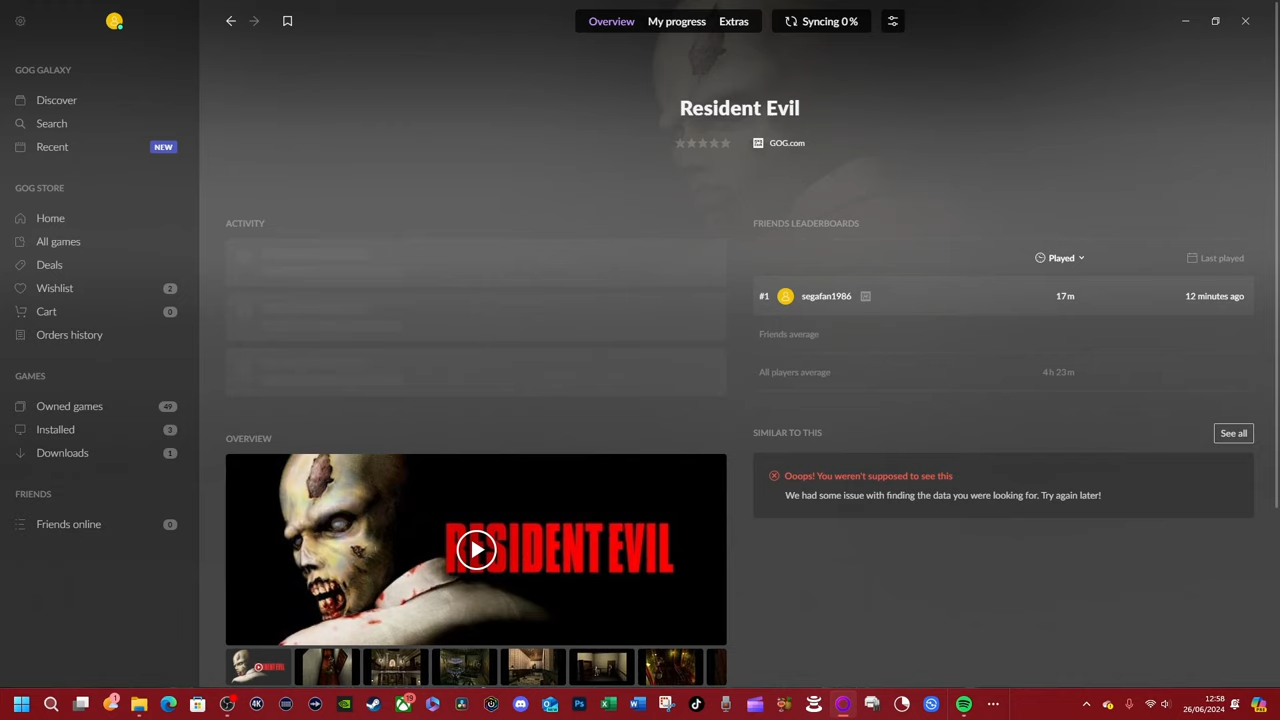 Overview My progress Extras Syncing 0%
GOG GALAXY
Discover
Search
Recent NEW
GOG STORE
Home
All games
Deals
Wishlist 2
Cart 0
Orders history
GAMES
Owned games 49
Installed 3
Downloads 1
FRIENDS
Friends online 0
Resident Evil
GOG.com
ACTIVITY
OVERVIEW
RESIDENT EVIL
FRIENDS LEADERBOARDS
Played Last played
#1 segafan1986 17m 12 minutes ago
Friends average
All players average 4h 23m
SIMILAR TO THIS See all
Ooops! You weren't supposed to see this
We had some issue with finding the data you were looking for. Try again later!
12:58
26/06/2024